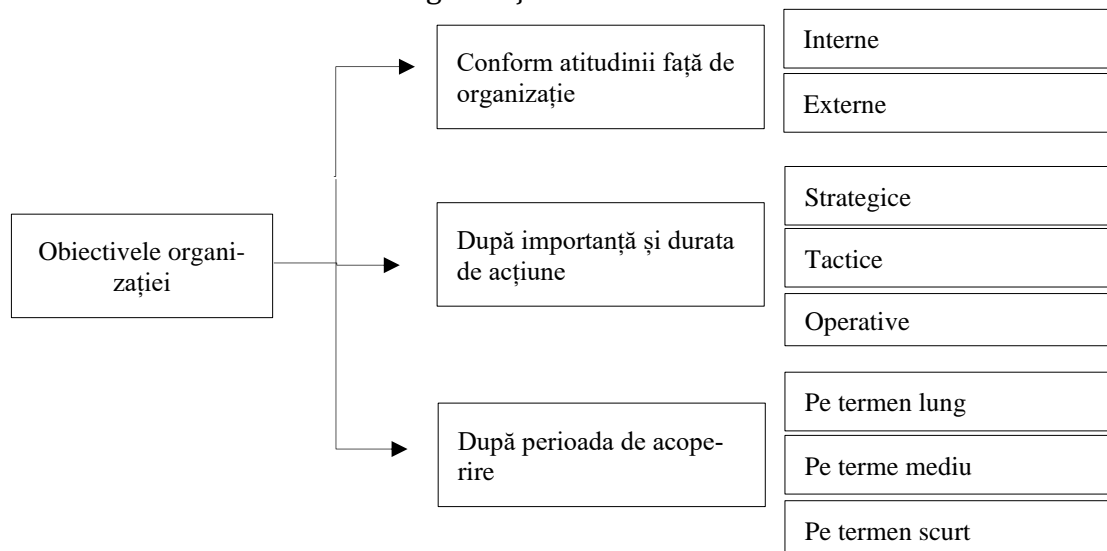 Obiectivele organi-
zației
Conform atitudinii față de
organizație
Interne
Externe
După importanță și durata
de acțiune
Strategice
Tactice
Operative
După perioada de acope-
rire
Pe termen lung
Pe terme mediu
Pe termen scurt